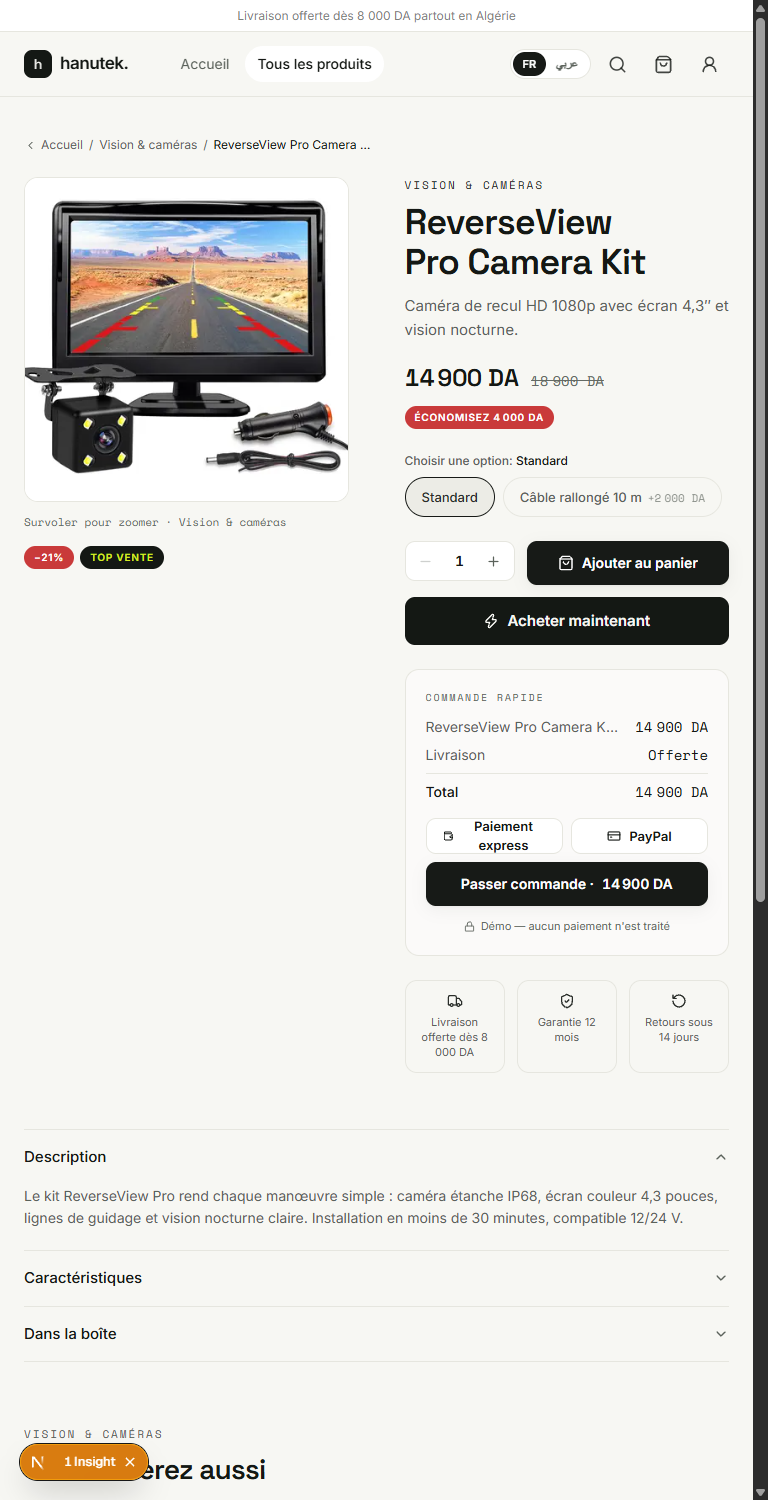 Livraison offerte dès 8 000 DA partout en Algérie
h hanutek. Accueil Tous les produits FR عربي
Accueil / Vision & caméras / ReverseView Pro Camera ...
VISION & CAMÉRAS
ReverseView
Pro Camera Kit
Caméra de recul HD 1080p avec écran 4,3″ et
vision nocturne.
14 900 DA 18 900 DA
ÉCONOMISEZ 4 000 DA
Choisir une option: Standard
Standard Câble rallongé 10 m +2 000 DA
Survoler pour zoomer · Vision & caméras
−21% TOP VENTE
1 Ajouter au panier
Acheter maintenant
COMMANDE RAPIDE
ReverseView Pro Camera K... 14 900 DA
Livraison Offerte
Total 14 900 DA
Paiement
express
PayPal
Passer commande · 14 900 DA
Démo — aucun paiement n'est traité
Livraison
offerte dès 8
000 DA
Garantie 12
mois
Retours sous
14 jours
Description
Le kit ReverseView Pro rend chaque manœuvre simple : caméra étanche IP68, écran couleur 4,3 pouces,
lignes de guidage et vision nocturne claire. Installation en moins de 30 minutes, compatible 12/24 V.
Caractéristiques
Dans la boîte
VISION & CAMÉRAS
erez aussi
N 1 Insight